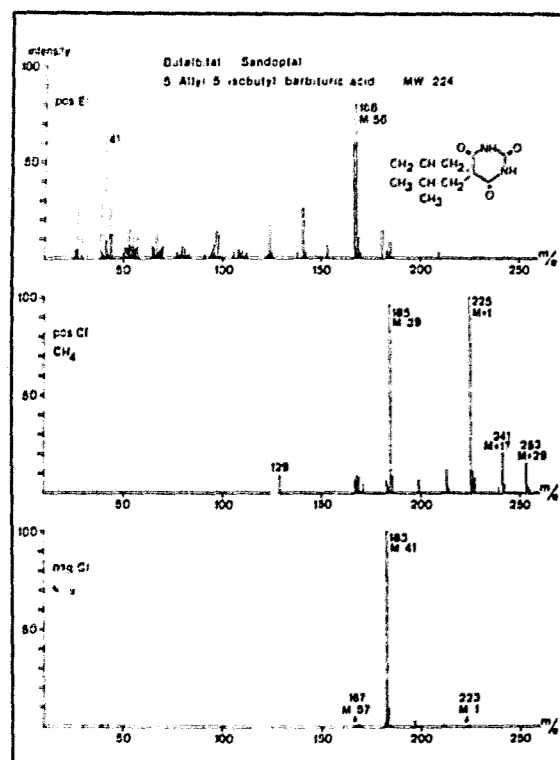 intensity
Butalbital Sandoptal
5 Allyl 5 isobutyl barbituric acid MW 224
100
pos EI
41
168
M 56
50
CH2 CH CH2
CH3 CH CH2
CH3
O NH O
NH
O
m/e
50 100 150 200 250
100
pos CI
CH4
185
M 39
225
M+1
50
241
M+17
253
M+29
129
m/e
50 100 150 200 250
100
neg CI
183
M 41
50
167
M 57
223
M 1
m/e
50 100 150 200 250